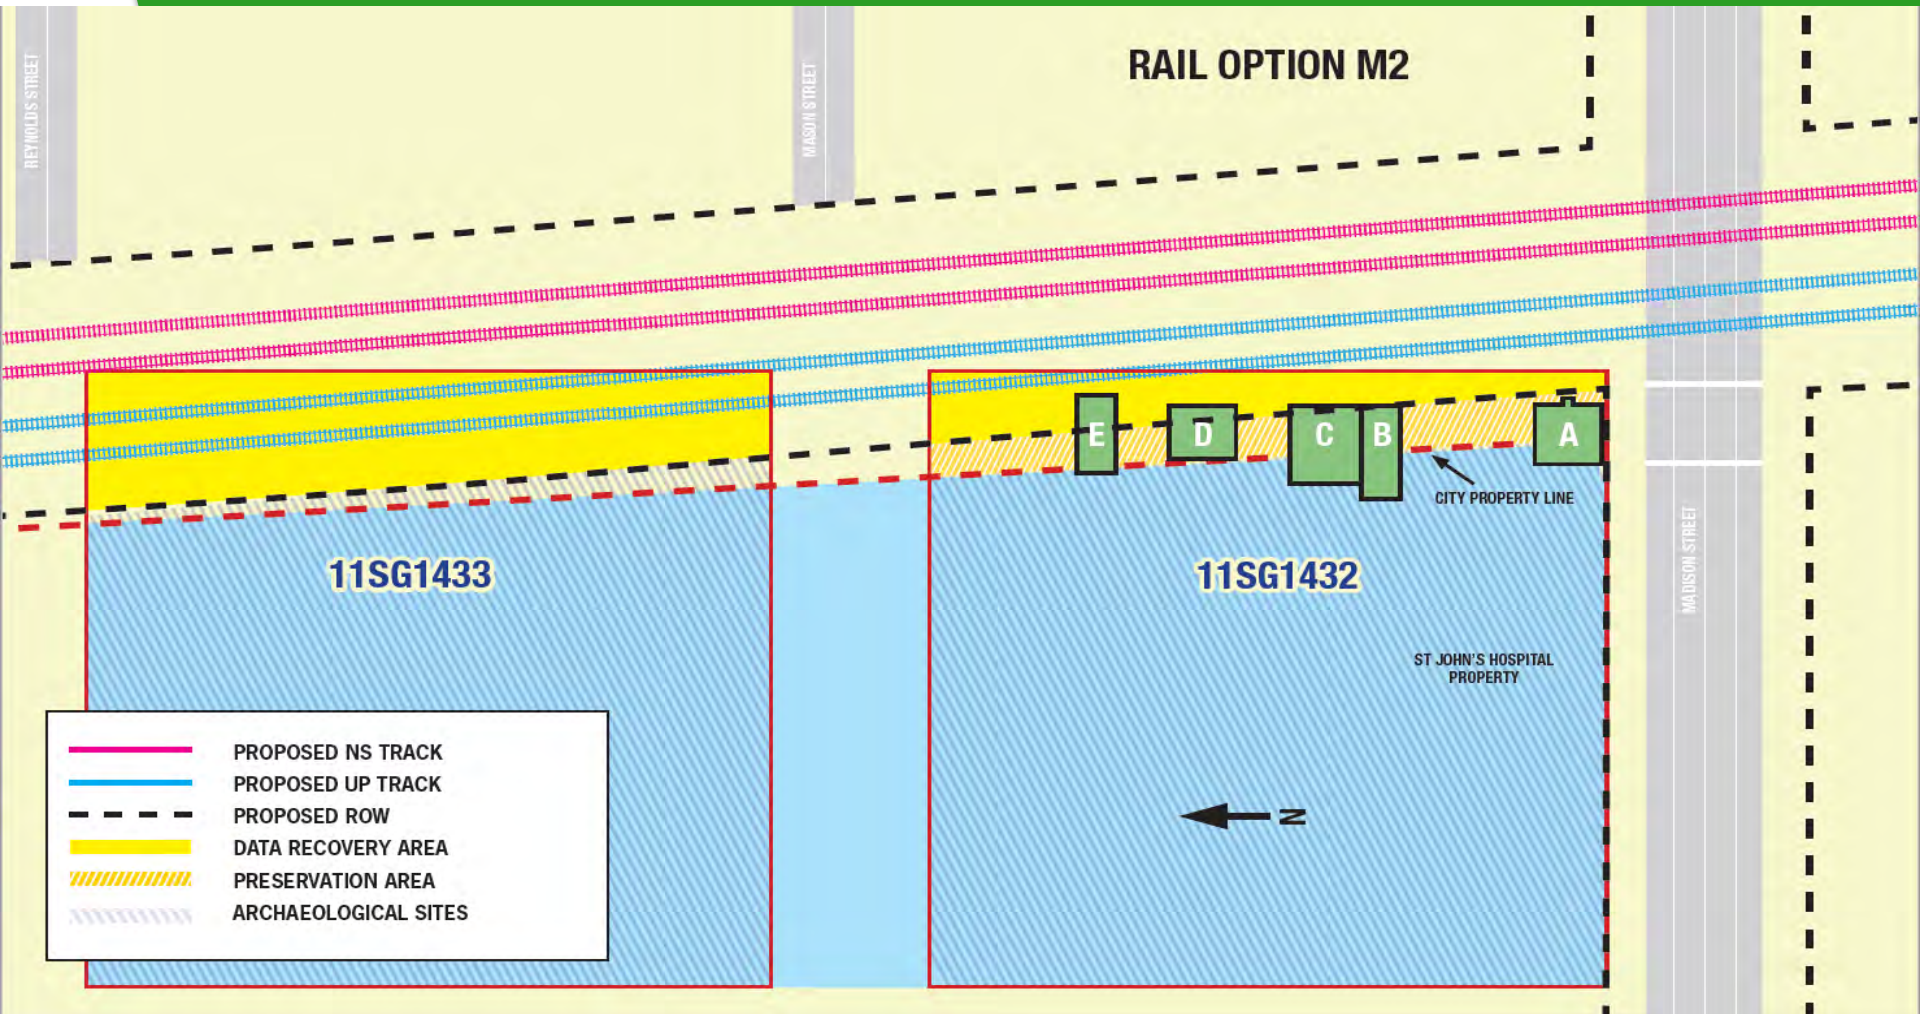 RAIL OPTION M2
REYNOLDS STREET
MASON STREET
E
D
C
B
A
CITY PROPERTY LINE
11SG1433
11SG1432
MADISON STREET
ST JOHN'S HOSPITAL
PROPERTY
N
PROPOSED NS TRACK
PROPOSED UP TRACK
PROPOSED ROW
DATA RECOVERY AREA
PRESERVATION AREA
ARCHAEOLOGICAL SITES